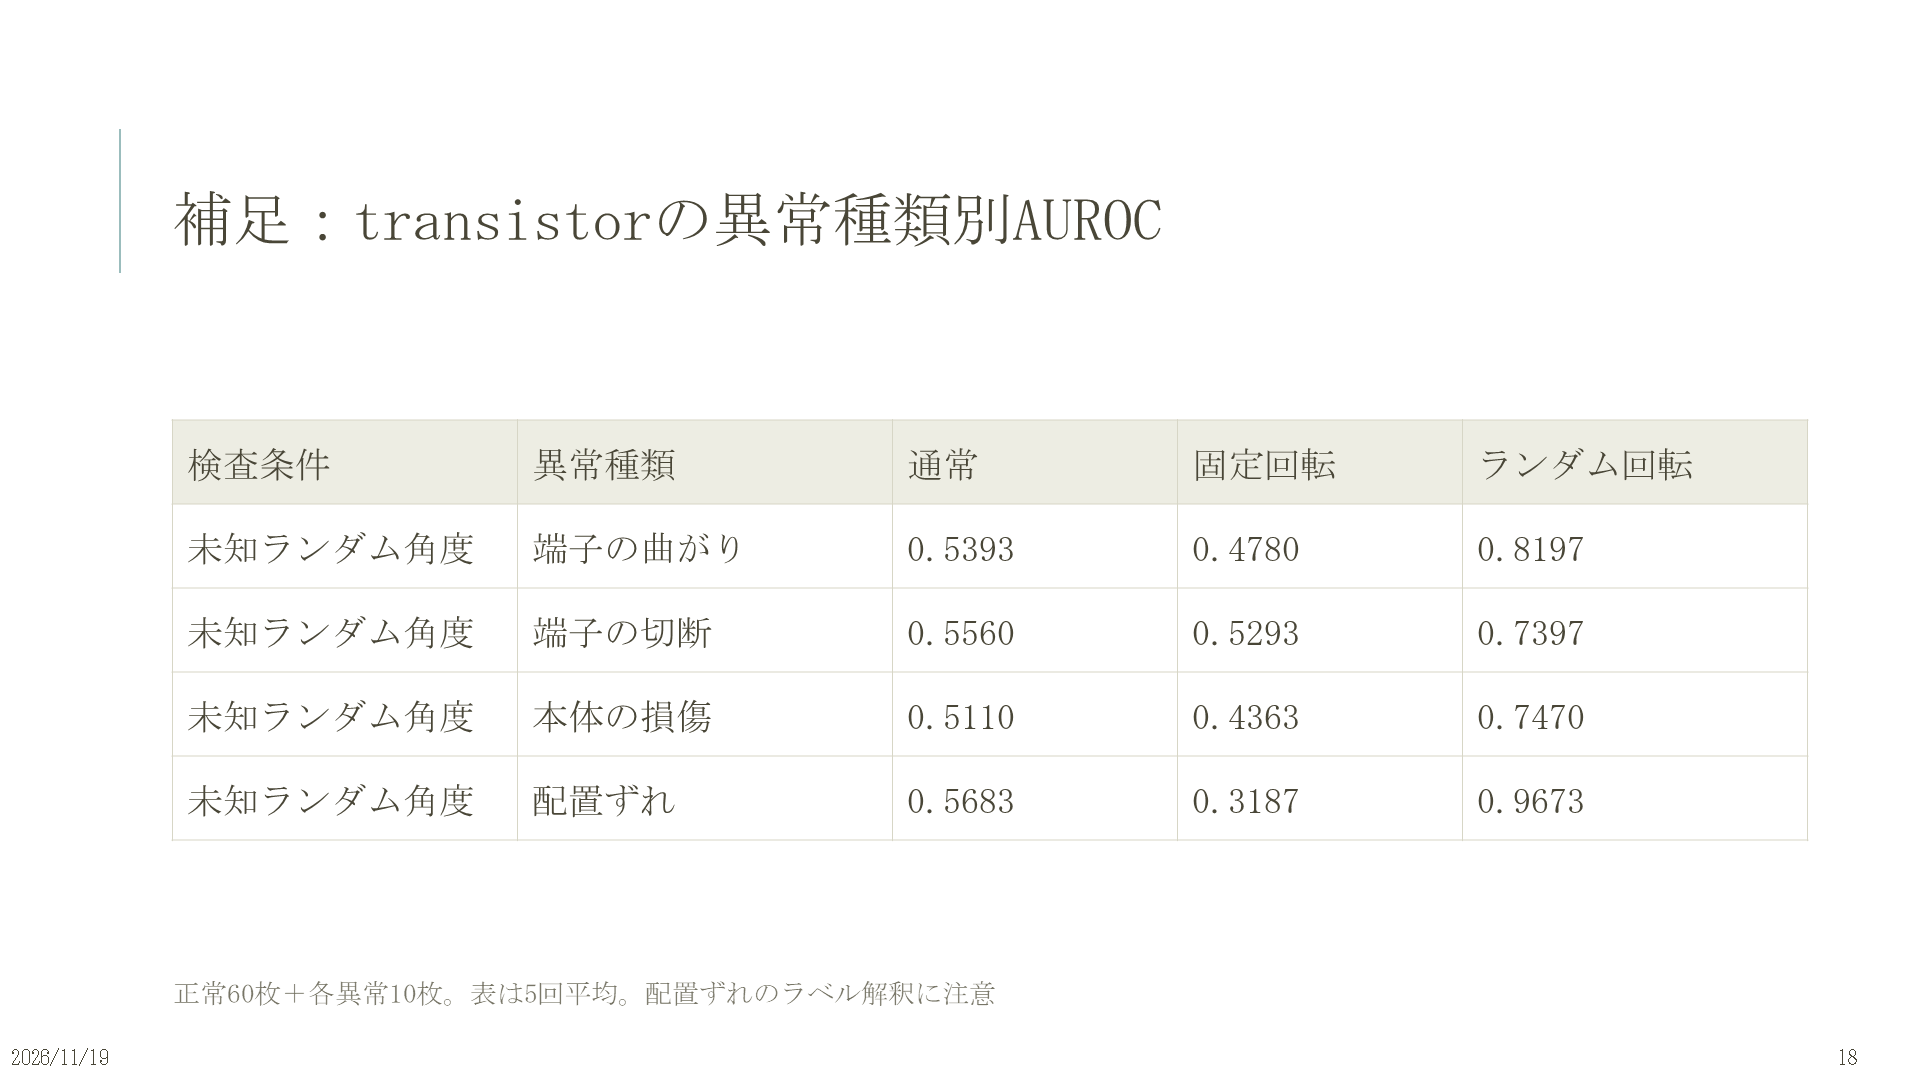 補足：transistorの異常種類別AUROC
検査条件 異常種類 通常 固定回転 ランダム回転
未知ランダム角度 端子の曲がり 0.5393 0.4780 0.8197
未知ランダム角度 端子の切断 0.5560 0.5293 0.7397
未知ランダム角度 本体の損傷 0.5110 0.4363 0.7470
未知ランダム角度 配置ずれ 0.5683 0.3187 0.9673
正常60枚＋各異常10枚。表は5回平均。配置ずれのラベル解釈に注意
2026/11/19
18